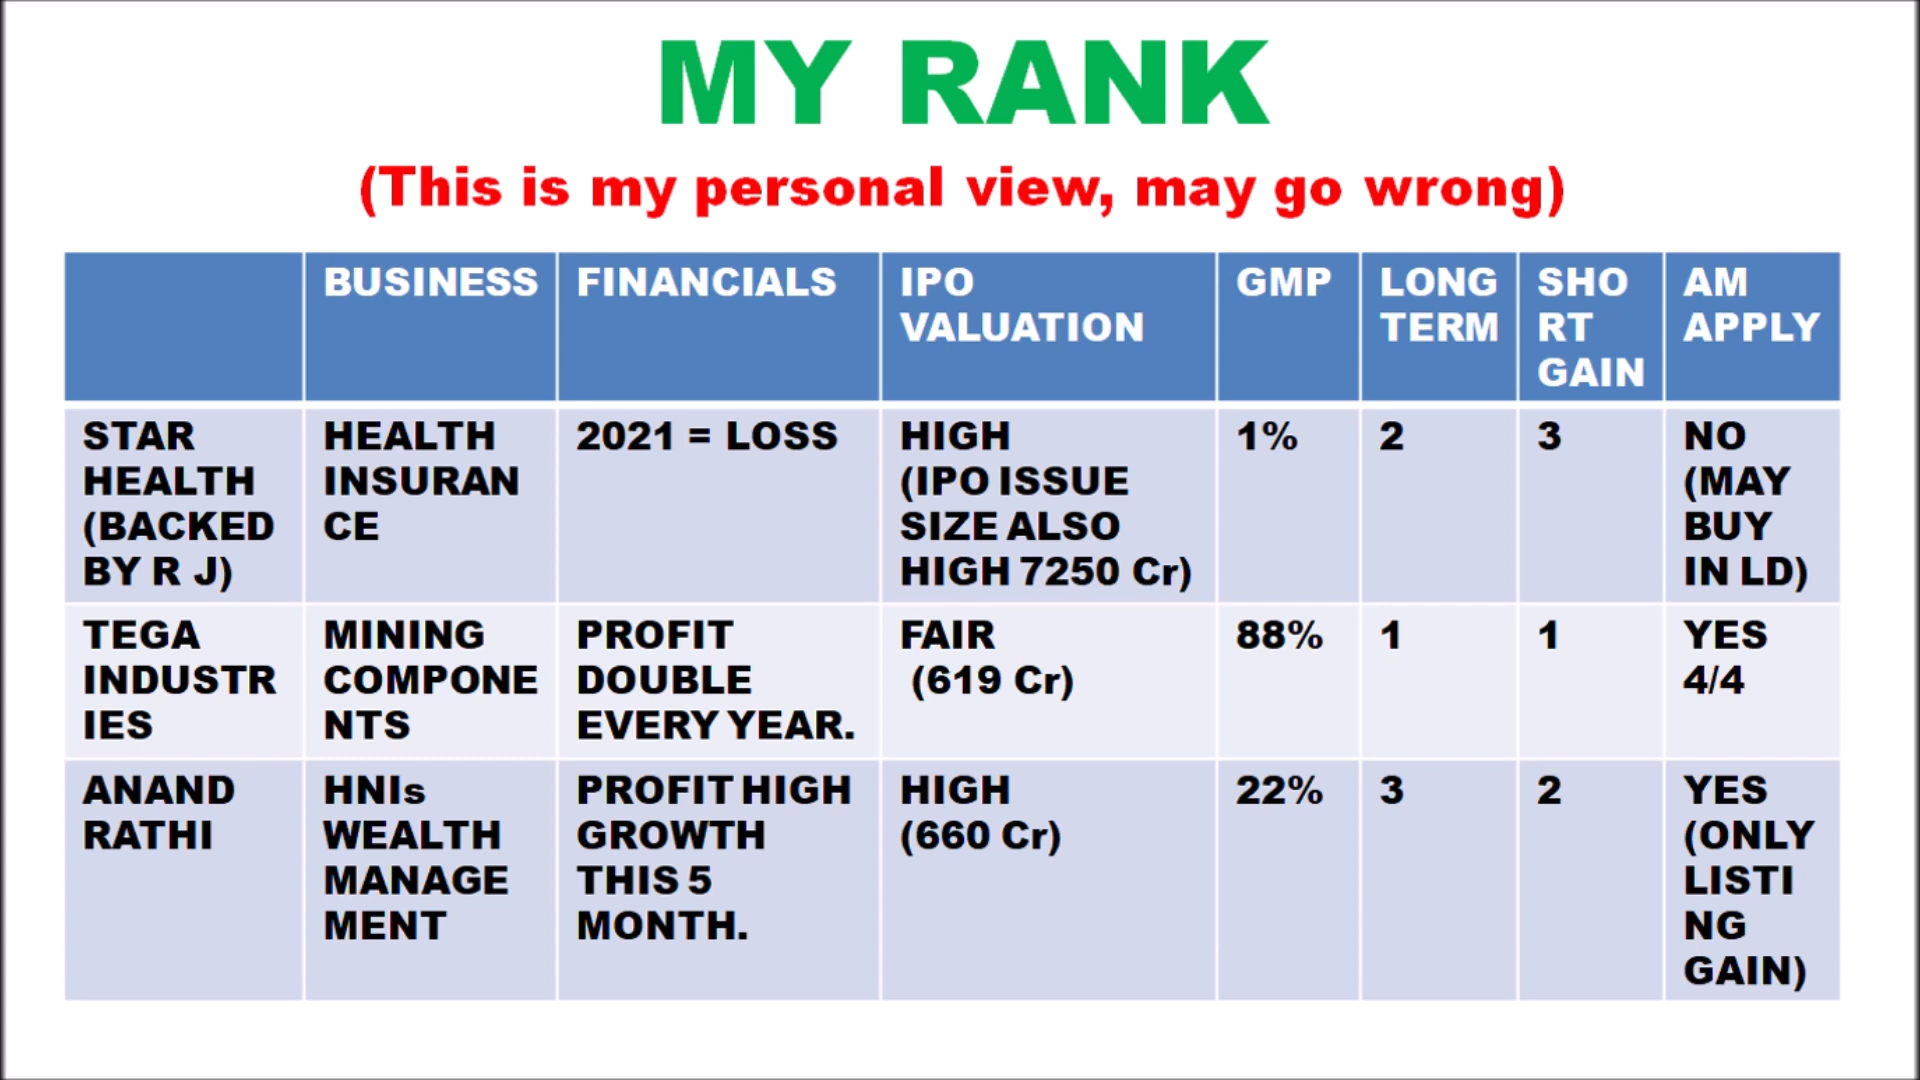 MY RANK
(This is my personal view, may go wrong)
BUSINESS
FINANCIALS
IPO
VALUATION
GMP
LONG
TERM
SHO
RT
GAIN
AM
APPLY
STAR
HEALTH
(BACKED
BY R J)
HEALTH
INSURAN
CE
2021 = LOSS
HIGH
(IPO ISSUE
SIZE ALSO
HIGH 7250 Cr)
1%
2
3
NO
(MAY
BUY
IN LD)
TEGA
INDUSTR
IES
MINING
COMPONE
NTS
PROFIT
DOUBLE
EVERY YEAR.
FAIR
(619 Cr)
88%
1
1
YES
4/4
ANAND
RATHI
HNIs
WEALTH
MANAGE
MENT
PROFIT HIGH
GROWTH
THIS 5
MONTH.
HIGH
(660 Cr)
22%
3
2
YES
(ONLY
LISTI
NG
GAIN)